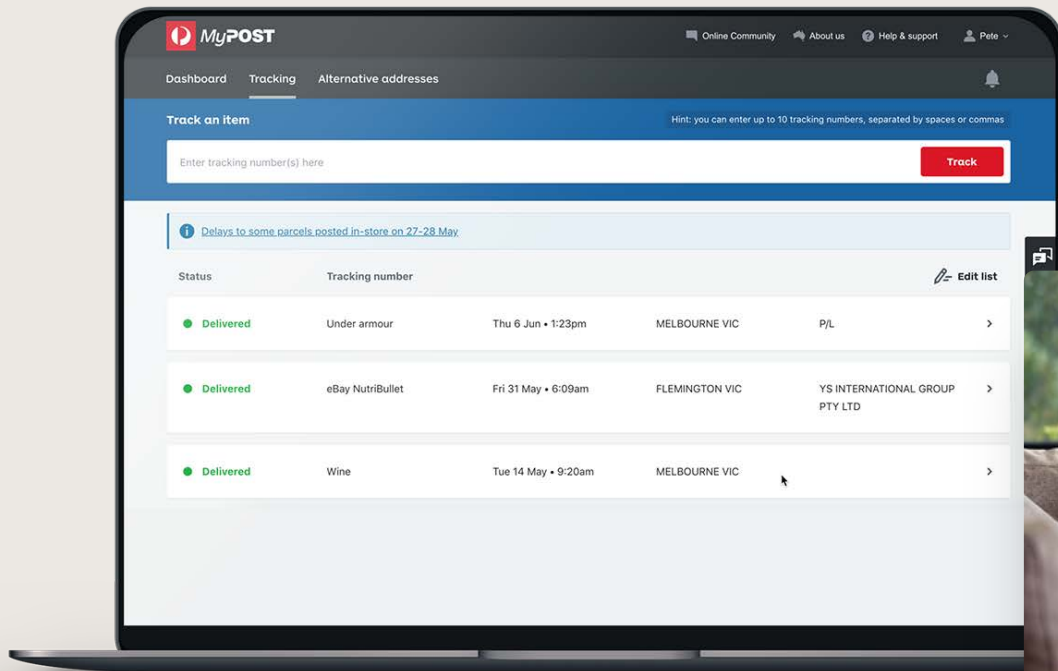 MyPOST
Online Community About us Help & support Pete
Dashboard Tracking Alternative addresses
Track an item Hint: you can enter up to 10 tracking numbers, separated by spaces or commas
Enter tracking number(s) here Track
Delays to some parcels posted in-store on 27-28 May
Status Tracking number Edit list
Delivered Under armour Thu 6 Jun • 1:23pm MELBOURNE VIC P/L
Delivered eBay NutriBullet Fri 31 May • 6:09am FLEMINGTON VIC YS INTERNATIONAL GROUP
PTY LTD
Delivered Wine Tue 14 May • 9:20am MELBOURNE VIC